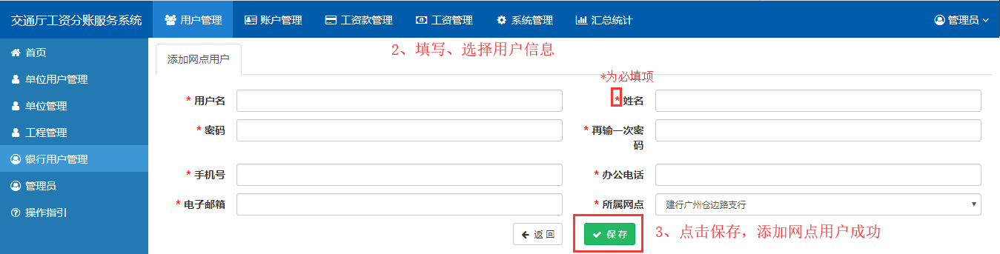 交通厅工资分账服务系统 用户管理 账户管理 工资款管理 工资管理 系统管理 汇总统计 管理员
首页
单位用户管理
单位管理
工程管理
银行用户管理
管理员
操作指引
添加网点用户
2、填写、选择用户信息
*为必填项
* 用户名
* 姓名
* 密码
* 再输一次密
码
* 手机号
* 办公电话
* 电子邮箱
* 所属网点 建行广州仓边路支行
返回
保存
3、点击保存，添加网点用户成功